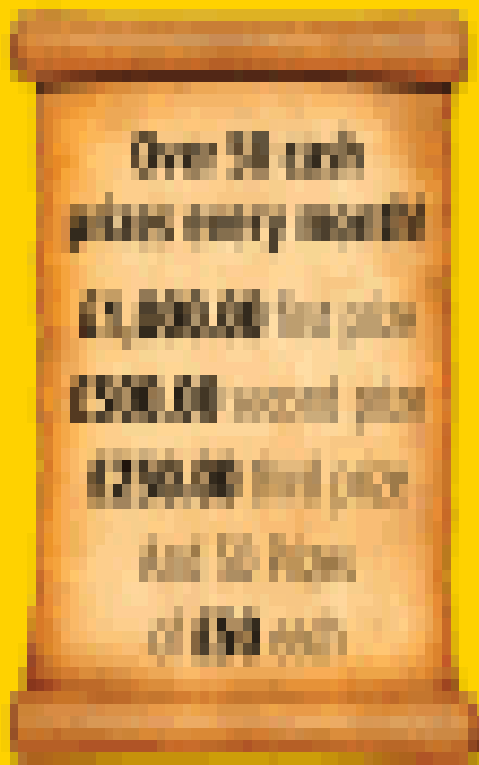 Over 50 cash
prizes every month!
£1,000.00 first prize
£500.00 second prize
£250.00 third prize
And 50 Prizes
of £50 each